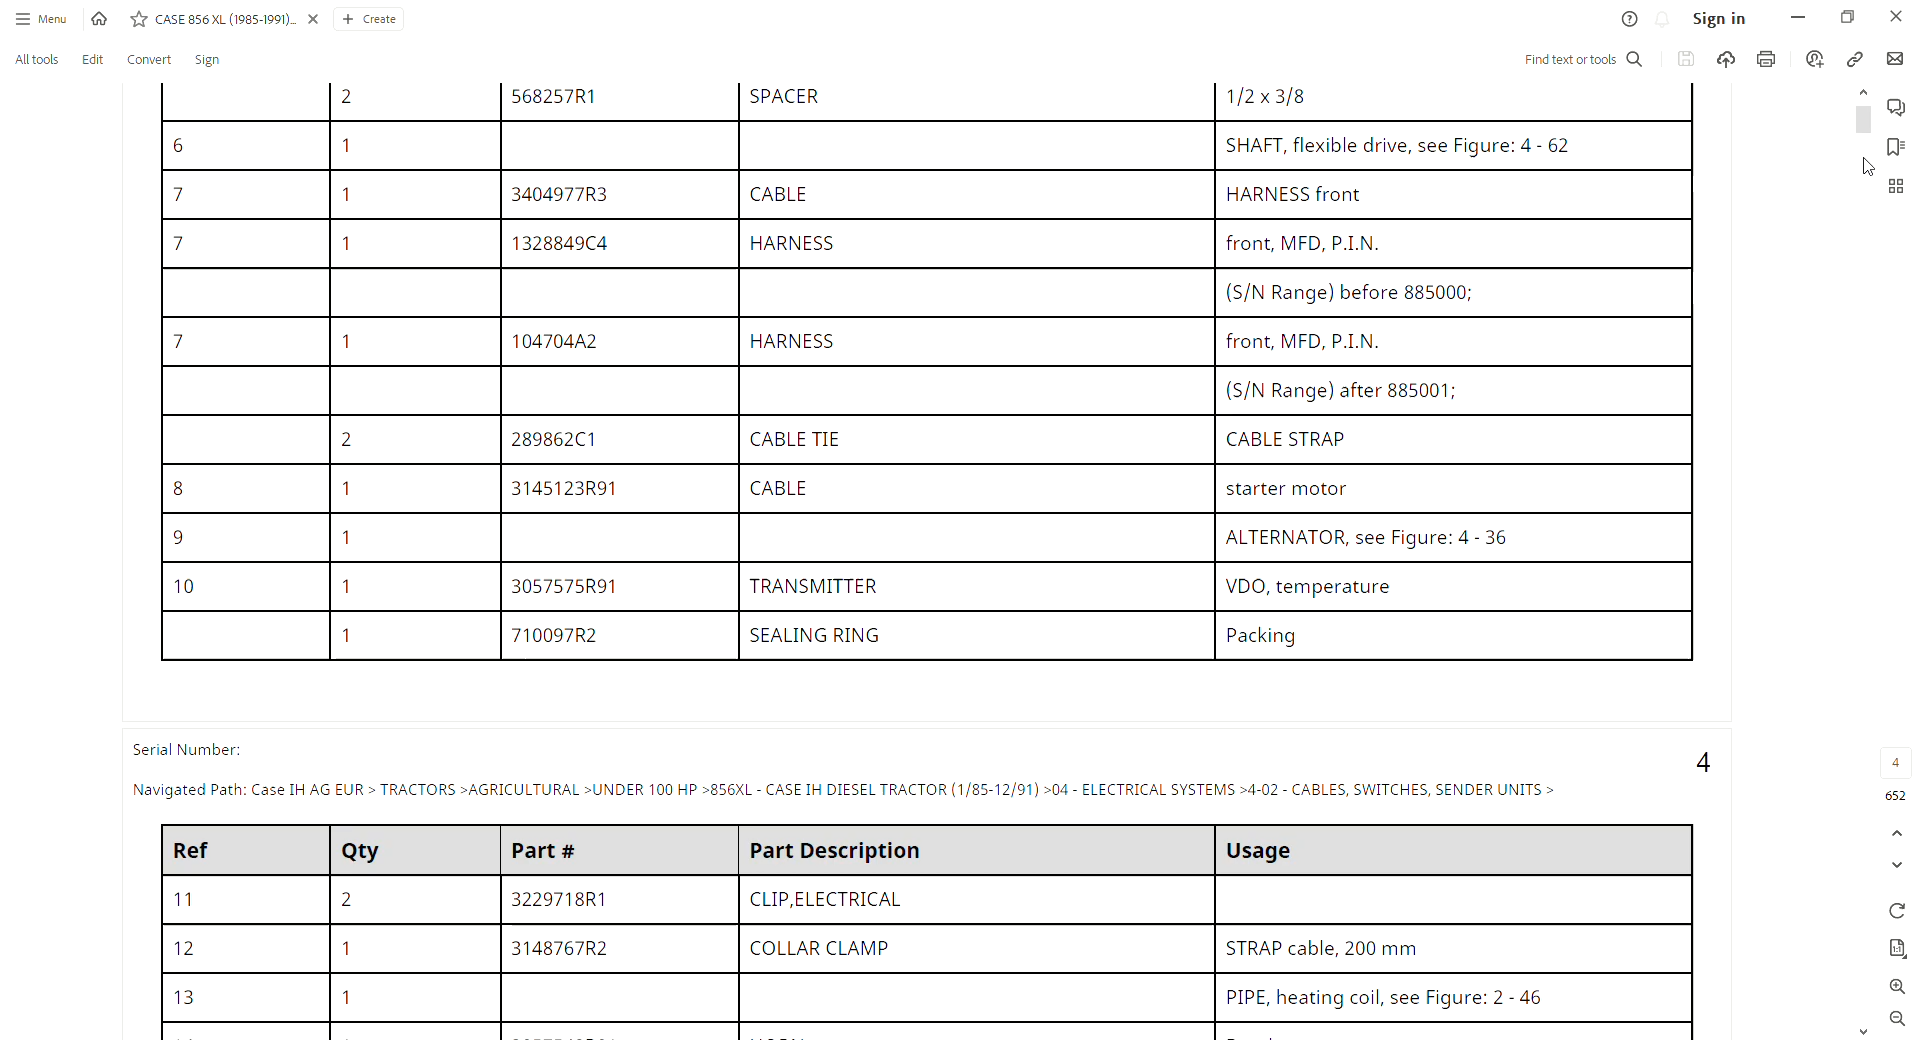 Menu CASE 856 XL (1985-1991)... Create Sign in
All tools Edit Convert Sign Find text or tools
2 568257R1 SPACER 1/2 x 3/8
6 1 SHAFT, flexible drive, see Figure: 4 - 62
7 1 3404977R3 CABLE HARNESS front
7 1 1328849C4 HARNESS front, MFD, P.I.N.
(S/N Range) before 885000;
7 1 104704A2 HARNESS front, MFD, P.I.N.
(S/N Range) after 885001;
2 289862C1 CABLE TIE CABLE STRAP
8 1 3145123R91 CABLE starter motor
9 1 ALTERNATOR, see Figure: 4 - 36
10 1 3057575R91 TRANSMITTER VDO, temperature
1 710097R2 SEALING RING Packing
Serial Number: 4
Navigated Path: Case IH AG EUR > TRACTORS >AGRICULTURAL >UNDER 100 HP >856XL - CASE IH DIESEL TRACTOR (1/85-12/91) >04 - ELECTRICAL SYSTEMS >4-02 - CABLES, SWITCHES, SENDER UNITS >
Ref Qty Part # Part Description Usage
11 2 3229718R1 CLIP,ELECTRICAL
12 1 3148767R2 COLLAR CLAMP STRAP cable, 200 mm
13 1 PIPE, heating coil, see Figure: 2 - 46
4
652